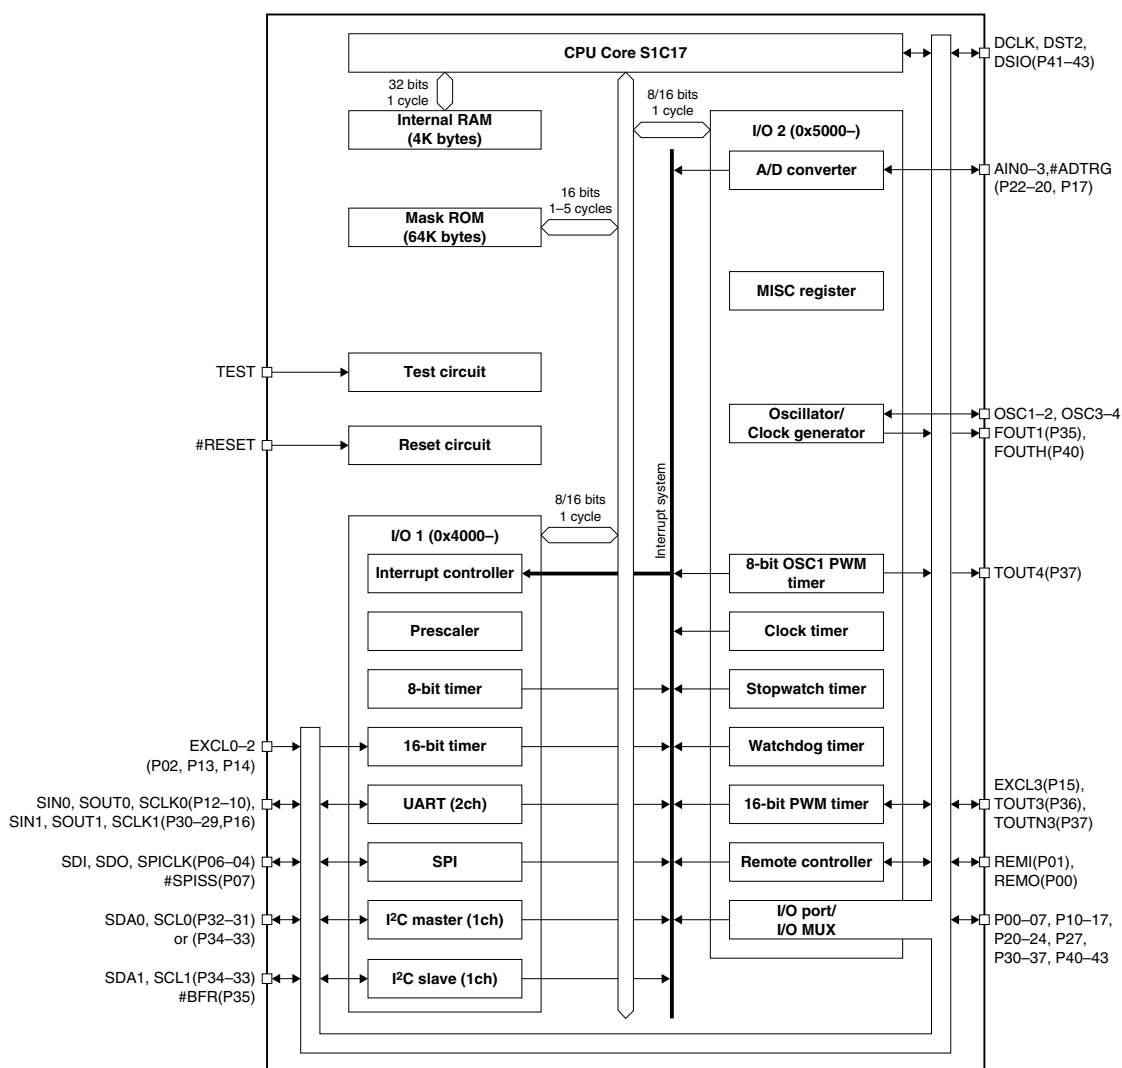 CPU Core S1C17
DCLK, DST2,
DSIO(P41–43)
32 bits
1 cycle
8/16 bits
1 cycle
Internal RAM
(4K bytes)
I/O 2 (0x5000–)
A/D converter
AIN0–3,#ADTRG
(P22–20, P17)
16 bits
1–5 cycles
Mask ROM
(64K bytes)
MISC register
TEST
Test circuit
Oscillator/
Clock generator
OSC1–2, OSC3–4
FOUT1(P35),
FOUTH(P40)
#RESET
Reset circuit
Interrupt system
8/16 bits
1 cycle
I/O 1 (0x4000–)
Interrupt controller
8-bit OSC1 PWM
timer
TOUT4(P37)
Prescaler
Clock timer
8-bit timer
Stopwatch timer
EXCL0–2
(P02, P13, P14)
16-bit timer
Watchdog timer
SIN0, SOUT0, SCLK0(P12–10),
SIN1, SOUT1, SCLK1(P30–29,P16)
UART (2ch)
16-bit PWM timer
EXCL3(P15),
TOUT3(P36),
TOUTN3(P37)
SDI, SDO, SPICLK(P06–04)
#SPISS(P07)
SPI
Remote controller
REMI(P01),
REMO(P00)
SDA0, SCL0(P32–31)
or (P34–33)
I²C master (1ch)
I/O port/
I/O MUX
P00–07, P10–17,
P20–24, P27,
P30–37, P40–43
SDA1, SCL1(P34–33)
#BFR(P35)
I²C slave (1ch)